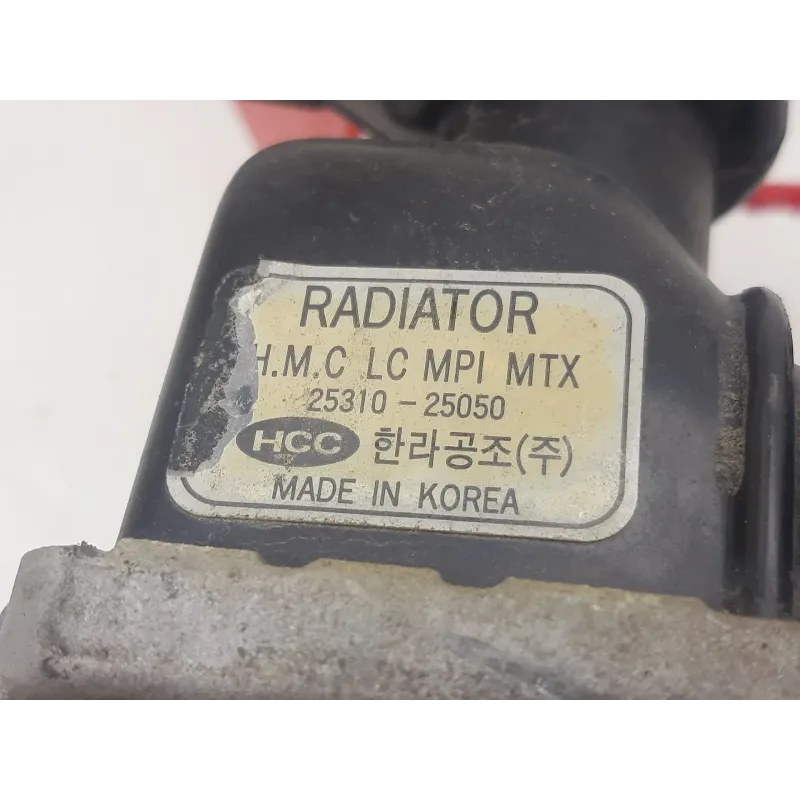 RADIATOR
H.M.C LC MPI MTX
25310-25050
HCC 한라공조(주)
MADE IN KOREA